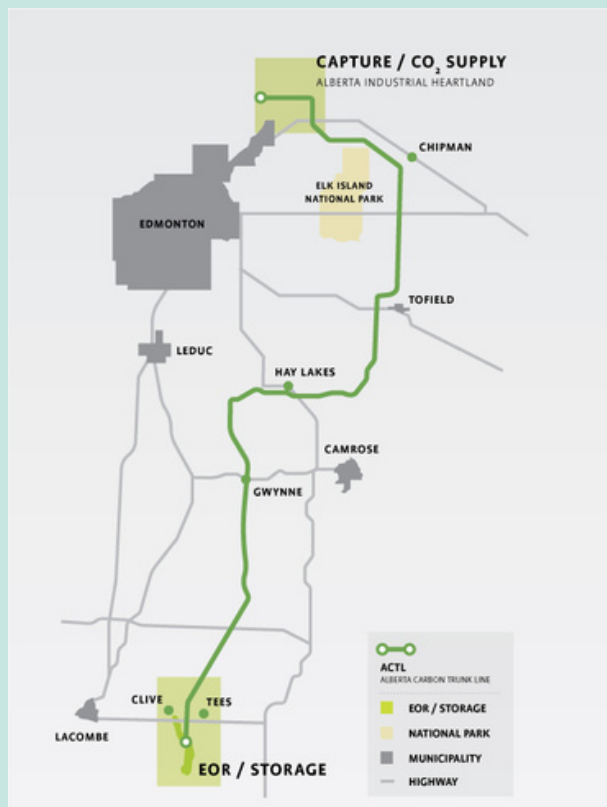 CAPTURE / CO₂ SUPPLY
ALBERTA INDUSTRIAL HEARTLAND
CHIPMAN
ELK ISLAND
NATIONAL PARK
EDMONTON
TOFIELD
LEDUC
HAY LAKES
CAMROSE
GWYNNE
CLIVE
TEES
LACOMBE
EOR / STORAGE
ACTL
ALBERTA CARBON TRUNK LINE
EOR / STORAGE
NATIONAL PARK
MUNICIPALITY
HIGHWAY